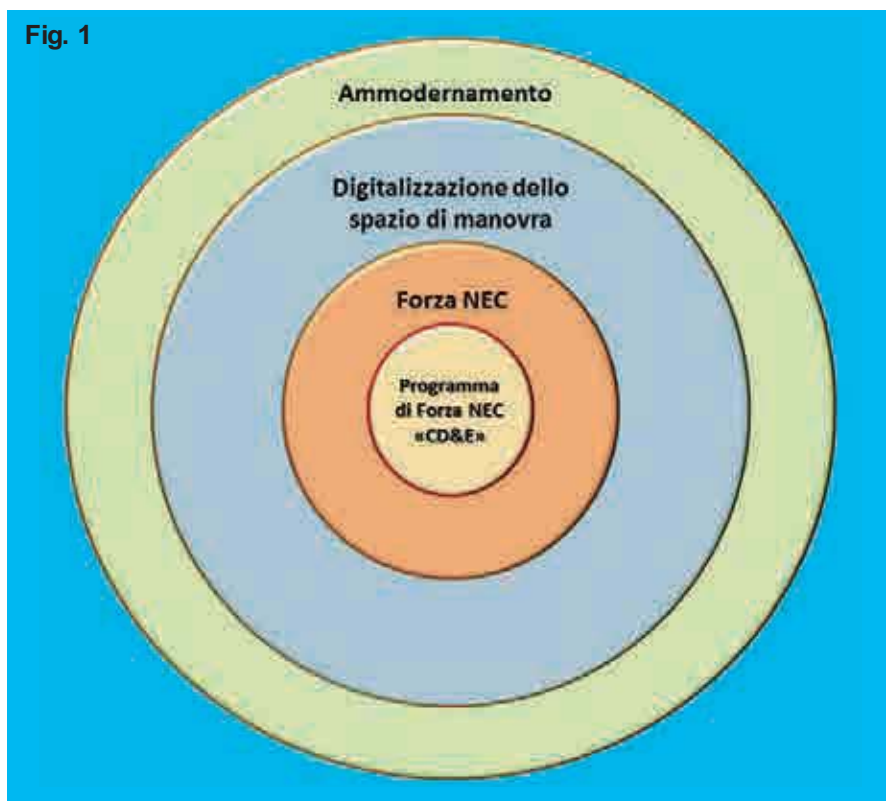 Fig. 1
Ammodernamento
Digitalizzazione dello
spazio di manovra
Forza NEC
Programma
di Forza NEC
«CD&E»